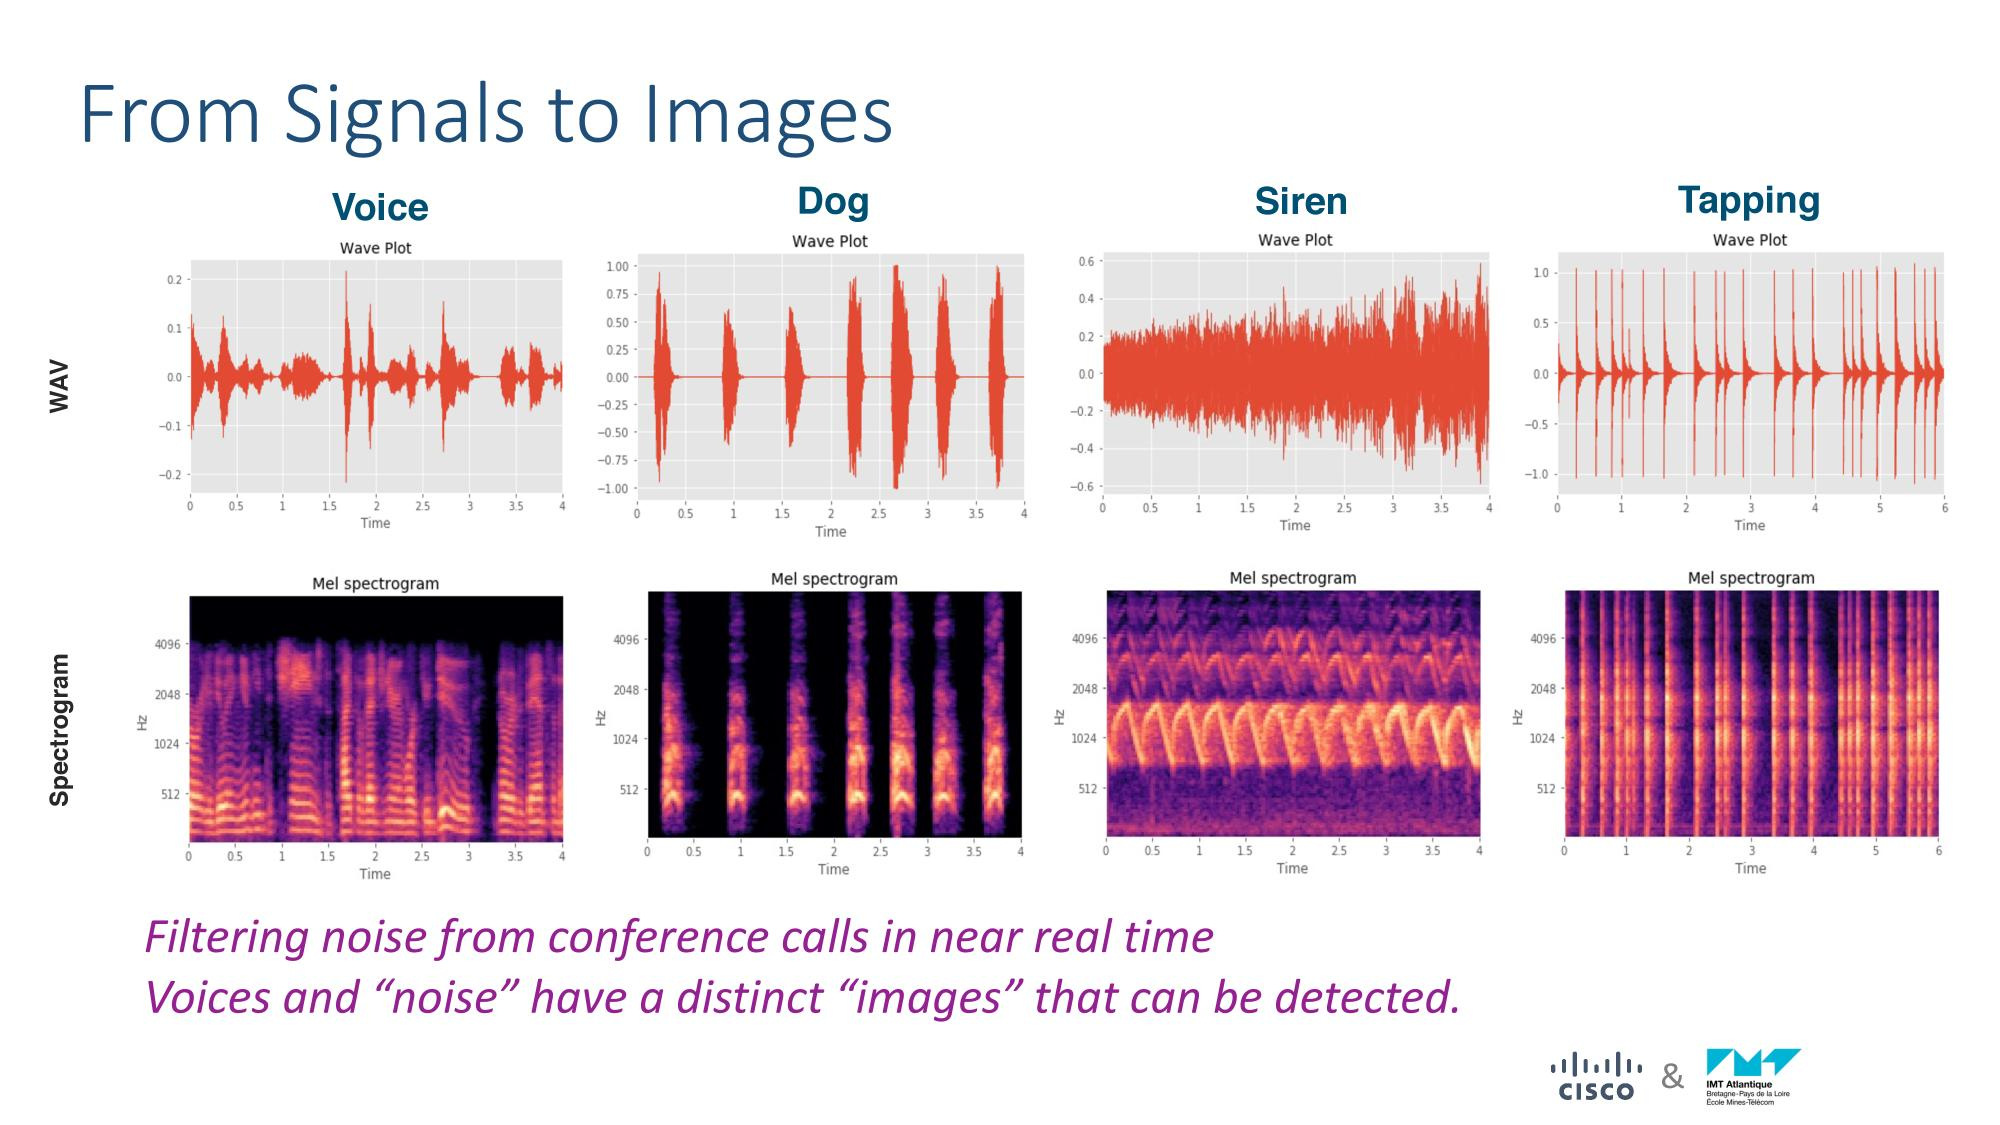 From Signals to Images
Voice
Dog
Siren
Tapping
WAV
Wave Plot
0.2
0.1
0.0
−0.1
−0.2
0 0.5 1 1.5 2 2.5 3 3.5 4
Time
Wave Plot
1.00
0.75
0.50
0.25
0.00
−0.25
−0.50
−0.75
−1.00
0 0.5 1 1.5 2 2.5 3 3.5 4
Time
Wave Plot
0.6
0.4
0.2
0.0
−0.2
−0.4
−0.6
0 0.5 1 1.5 2 2.5 3 3.5 4
Time
Wave Plot
1.0
0.5
0.0
−0.5
−1.0
0 1 2 3 4 5 6
Time
Spectrogram
Mel spectrogram
4096
2048
1024
512
Hz
0 0.5 1 1.5 2 2.5 3 3.5 4
Time
Mel spectrogram
4096
2048
1024
512
Hz
0 0.5 1 1.5 2 2.5 3 3.5 4
Time
Mel spectrogram
4096
2048
1024
512
Hz
0 0.5 1 1.5 2 2.5 3 3.5 4
Time
Mel spectrogram
4096
2048
1024
512
Hz
0 1 2 3 4 5 6
Time
Filtering noise from conference calls in near real time
Voices and “noise” have a distinct “images” that can be detected.
CISCO
&
IMT
IMT Atlantique
Bretagne-Pays de la Loire
École Mines-Télécom